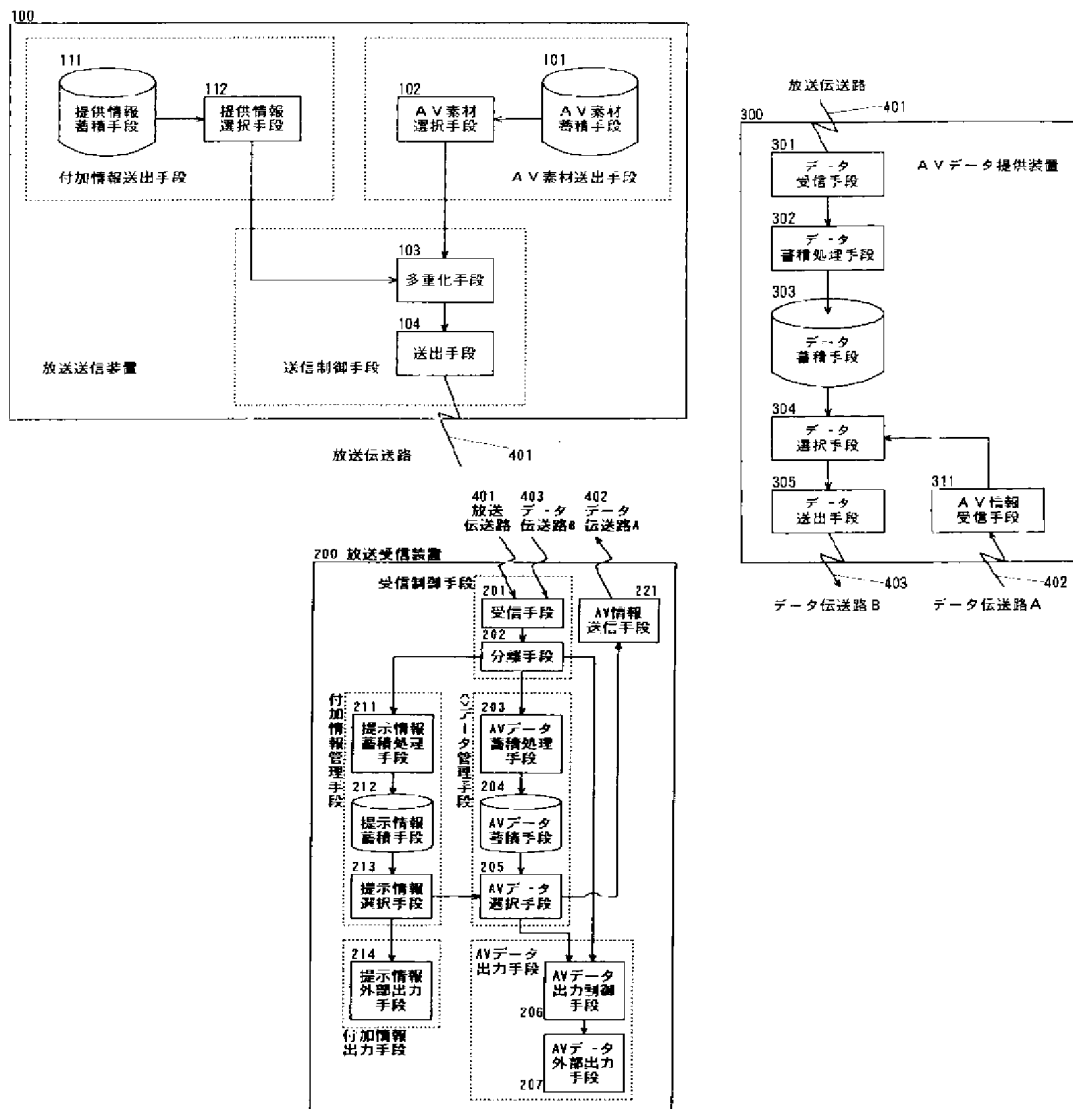 100
111
提供情報
蓄積手段
112
提供情報
選択手段
付加情報送出手段
101
AV素材
蓄積手段
102
AV素材
選択手段
AV素材送出手段
103
多重化手段
104
送出手段
送信制御手段
放送送信装置
放送伝送路
401
放送伝送路
401
300
301
データ
受信手段
AVデータ提供装置
302
データ
蓄積処理手段
303
データ
蓄積手段
304
データ
選択手段
305
データ
送出手段
311
AV情報
受信手段
403
402
データ伝送路B
データ伝送路A
401
放送
伝送路
403
データ
伝送路B
402
データ
伝送路A
200 放送受信装置
受信制御手段
201
受信手段
202
分離手段
221
AV情報
送信手段
付加情報管理手段
211
提示情報
蓄積処理
手段
212
提示情報
蓄積手段
213
提示情報
選択手段
214
提示情報
外部出力
手段
付加情報
出力手段
データ管理手段
203
AVデータ
蓄積処理
手段
204
AVデータ
蓄積手段
205
AVデータ
選択手段
AVデータ
出力手段
AVデータ
出力制御
手段
206
AVデータ
外部出力
手段
207